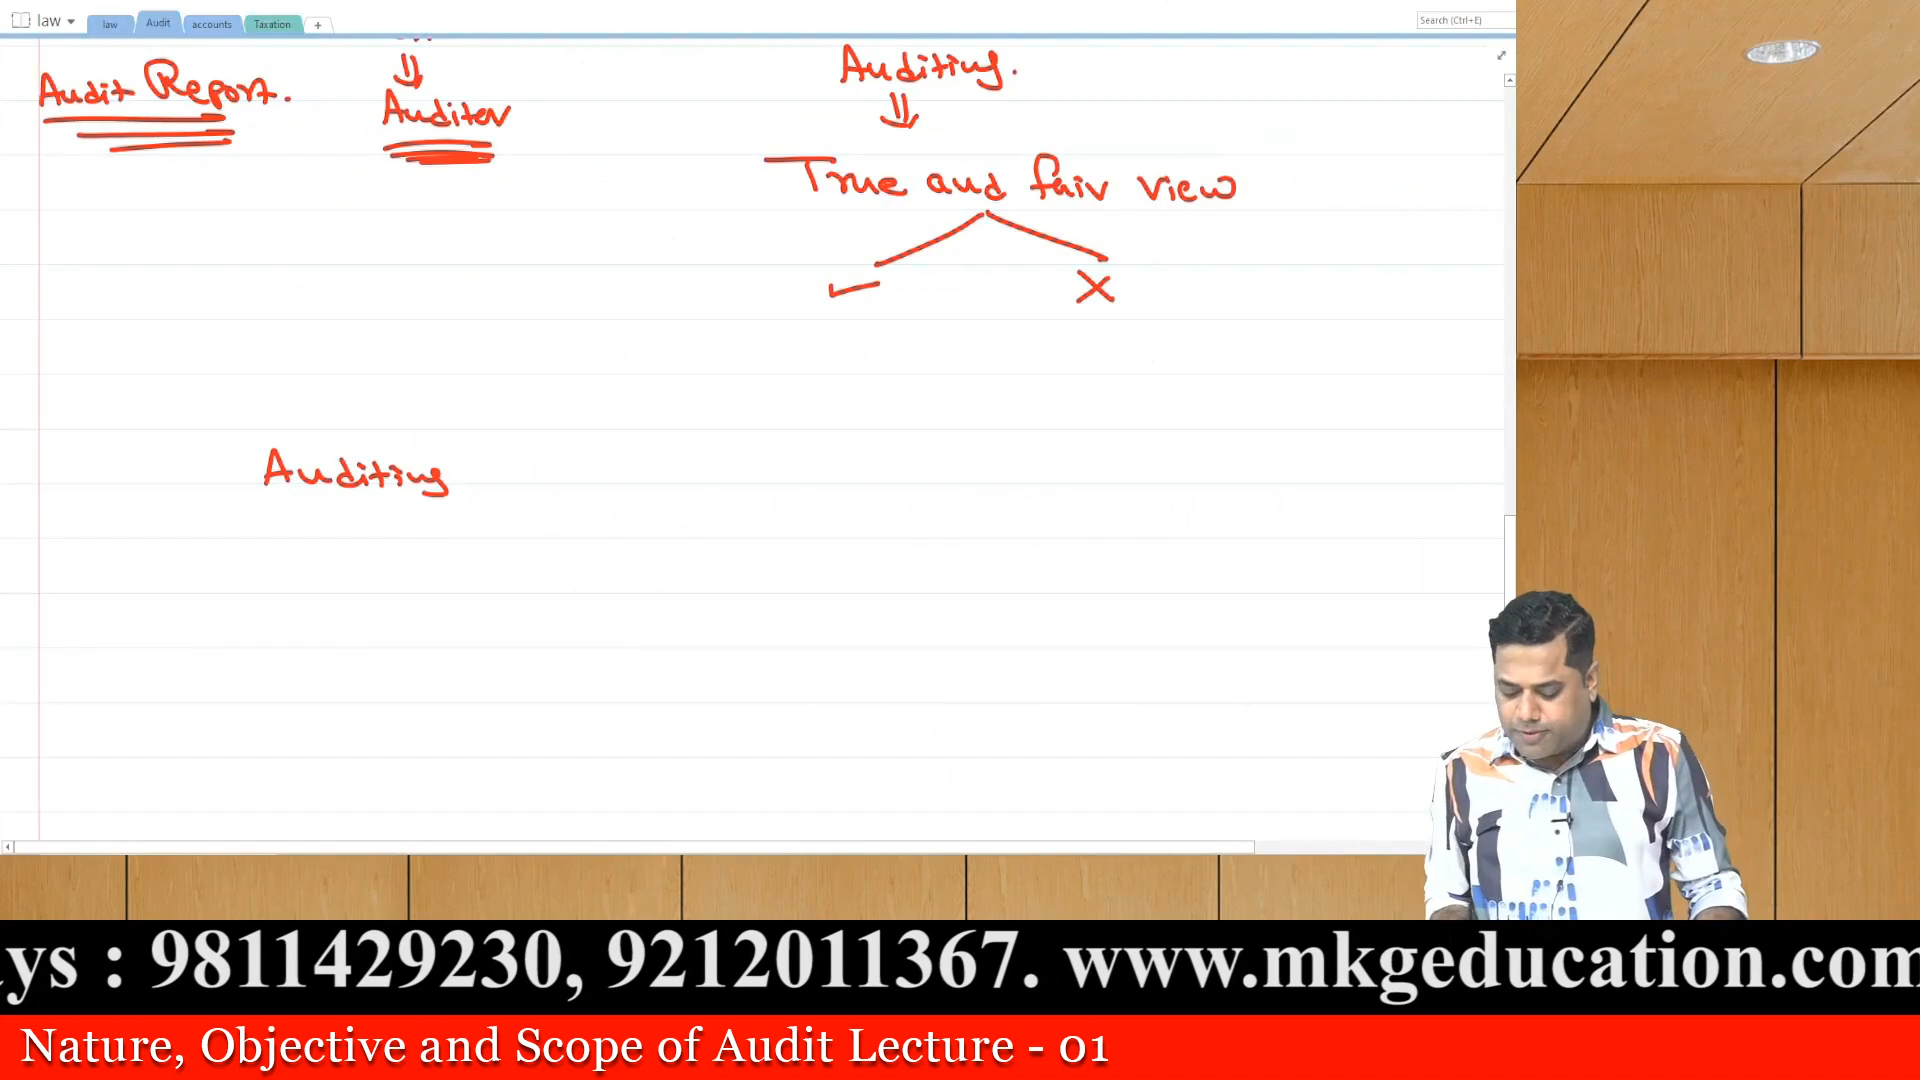 law
law Audit accounts Taxation +
Search (Ctrl+E)
Audit Report.
Auditor
Auditing.
True and fair view
Auditing
ys : 9811429230, 9212011367. www.mkgeducation.com
Nature, Objective and Scope of Audit Lecture - 01